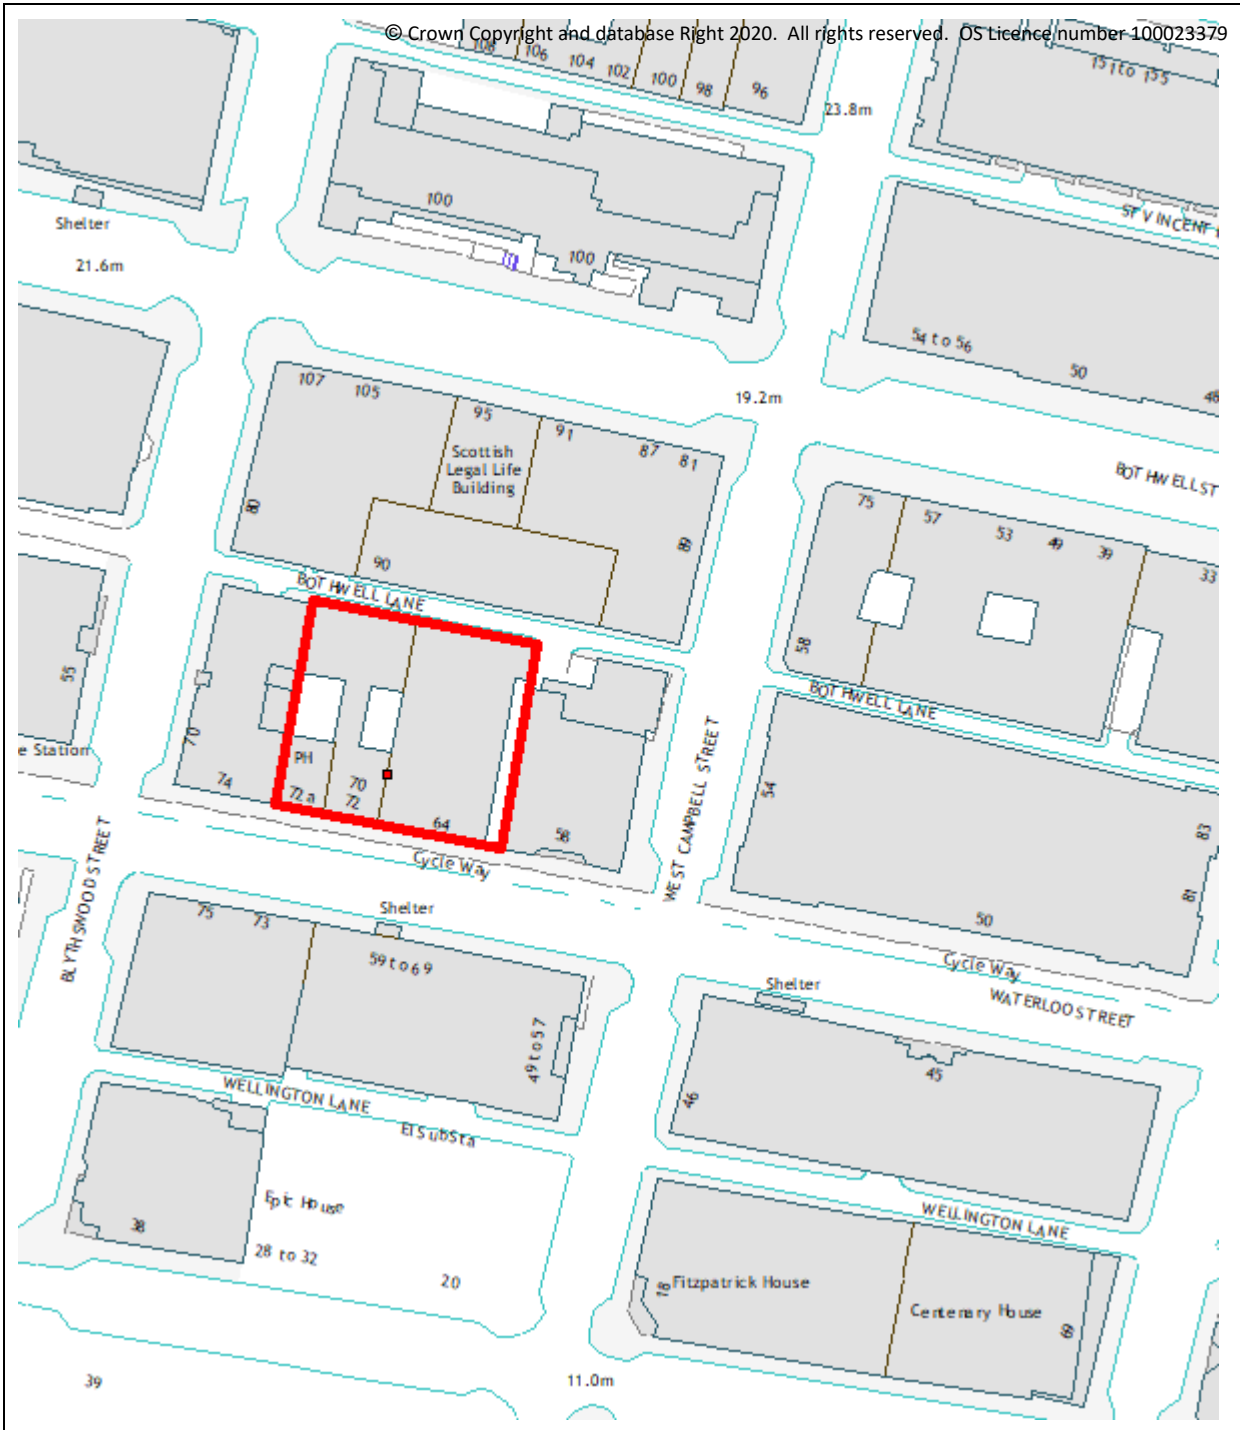 © Crown Copyright and database Right 2020. All rights reserved. OS Licence number 100023379
108
106
104
102
100
98
96
151 to 155
23.8m
100
Shelter
ST VINCENT
100
21.6m
54 to 56
50
48
19.2m
107
105
95
91
87
81
Scottish
Legal Life
Building
BOTHWELL ST
75
57
53
49
39
33
80
89
90
BOTHWELL LANE
58
55
BOTHWELL LANE
70
e Station
PH
74
72a
70
72
64
58
WEST CAMPBELL STREET
54
83
81
Cycle Way
BLYTHSWOOD STREET
Shelter
75
73
50
59 to 69
Cycle Way
Shelter
WATERLOO STREET
49 to 57
45
46
WELLINGTON LANE
El Sub Sta
Epic House
38
28 to 32
20
WELLINGTON LANE
18
Fitzpatrick House
Centenary House
69
39
11.0m